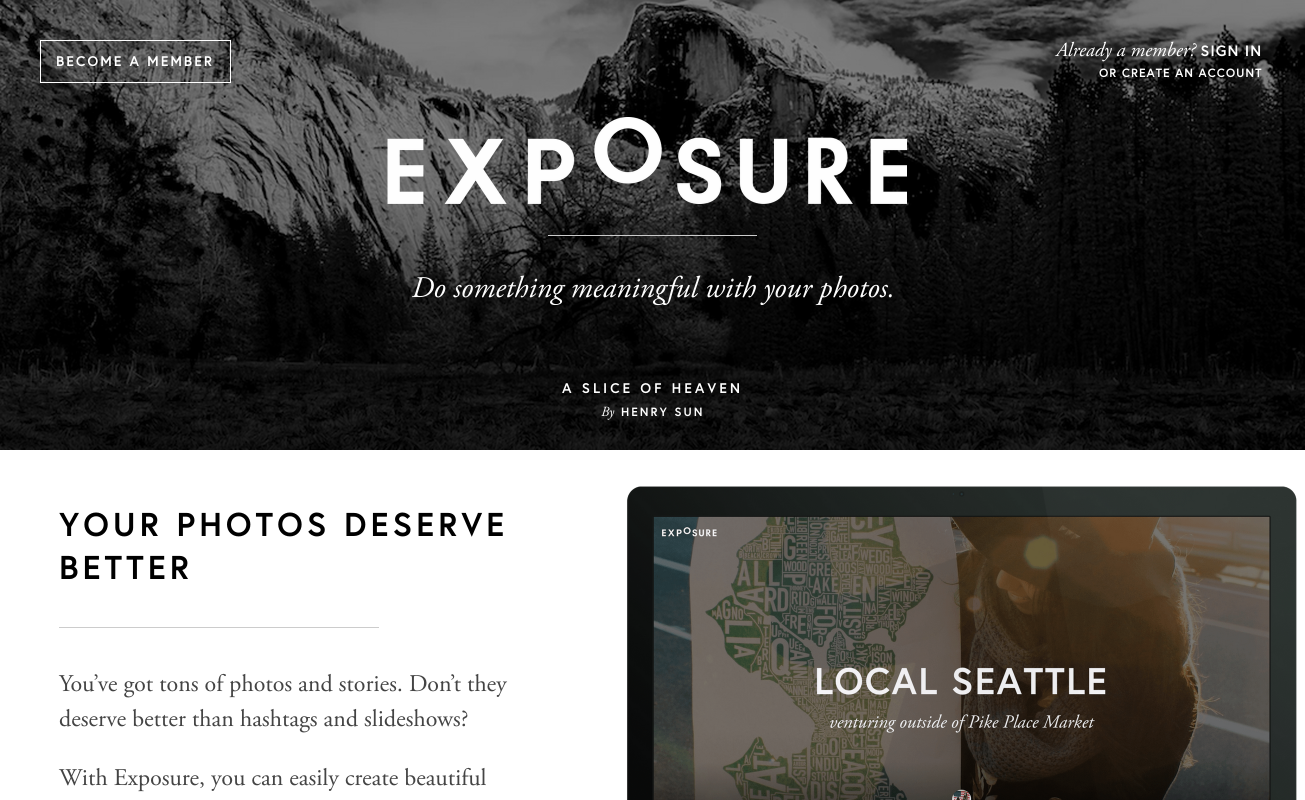 BECOME A MEMBER
Already a member? SIGN IN
OR CREATE AN ACCOUNT
EXPOSURE
Do something meaningful with your photos.
A SLICE OF HEAVEN
By HENRY SUN
YOUR PHOTOS DESERVE
BETTER
You’ve got tons of photos and stories. Don’t they
deserve better than hashtags and slideshows?
With Exposure, you can easily create beautiful
EXPOSURE
LOCAL SEATTLE
venturing outside of Pike Place Market